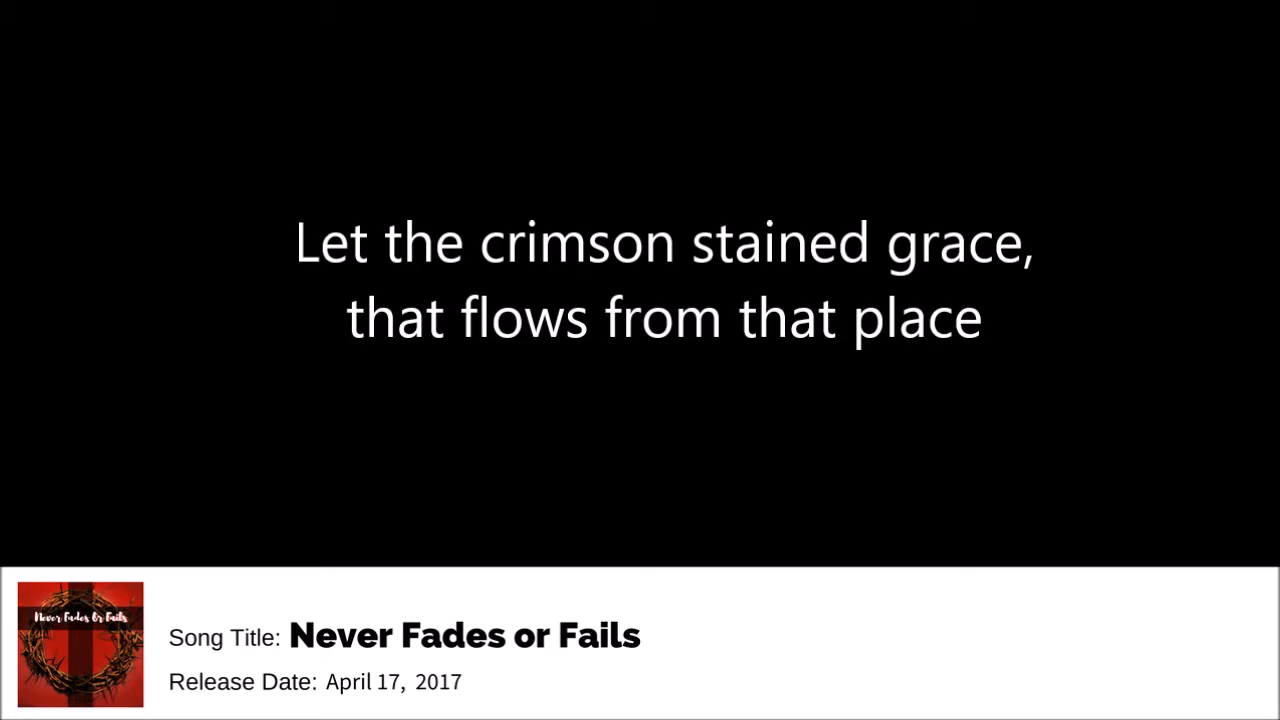 Let the crimson stained grace,
that flows from that place
Never Fades Or Fails
Song Title: Never Fades or Fails
Release Date: April 17, 2017